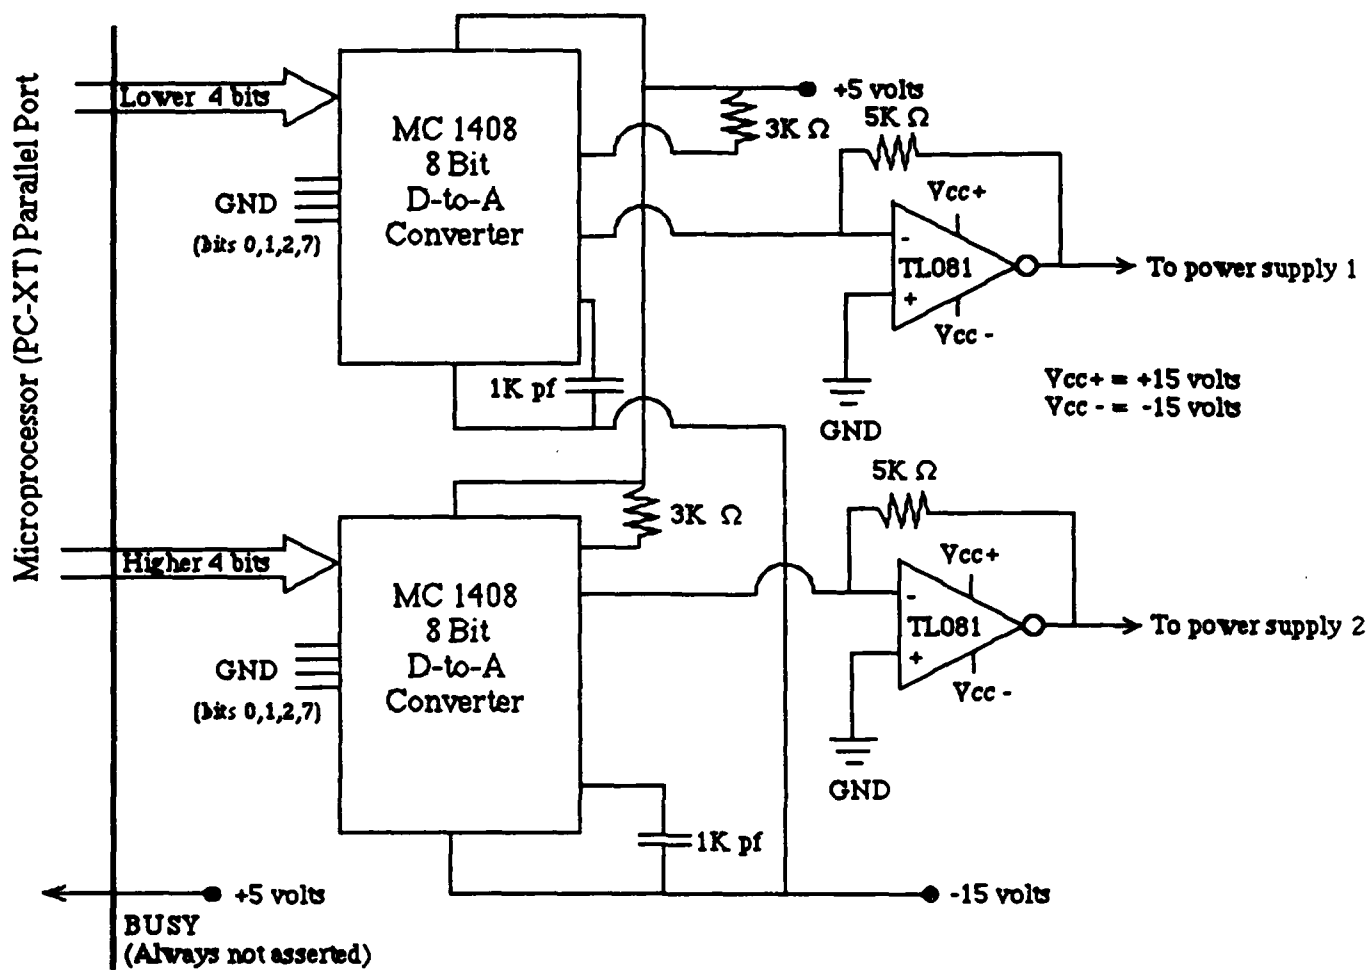 Microprocessor (PC-XT) Parallel Port
Lower 4 bits
MC 1408
8 Bit
D-to-A
Converter
GND
(bits 0,1,2,7)
+5 volts
3K Ω
5K Ω
Vcc+
-
TL081
+
Vcc -
To power supply 1
1K pf
GND
Vcc+ = +15 volts
Vcc - = -15 volts
Higher 4 bits
MC 1408
8 Bit
D-to-A
Converter
GND
(bits 0,1,2,7)
3K Ω
5K Ω
Vcc+
-
TL081
+
Vcc -
To power supply 2
GND
1K pf
+5 volts
-15 volts
BUSY
(Always not asserted)